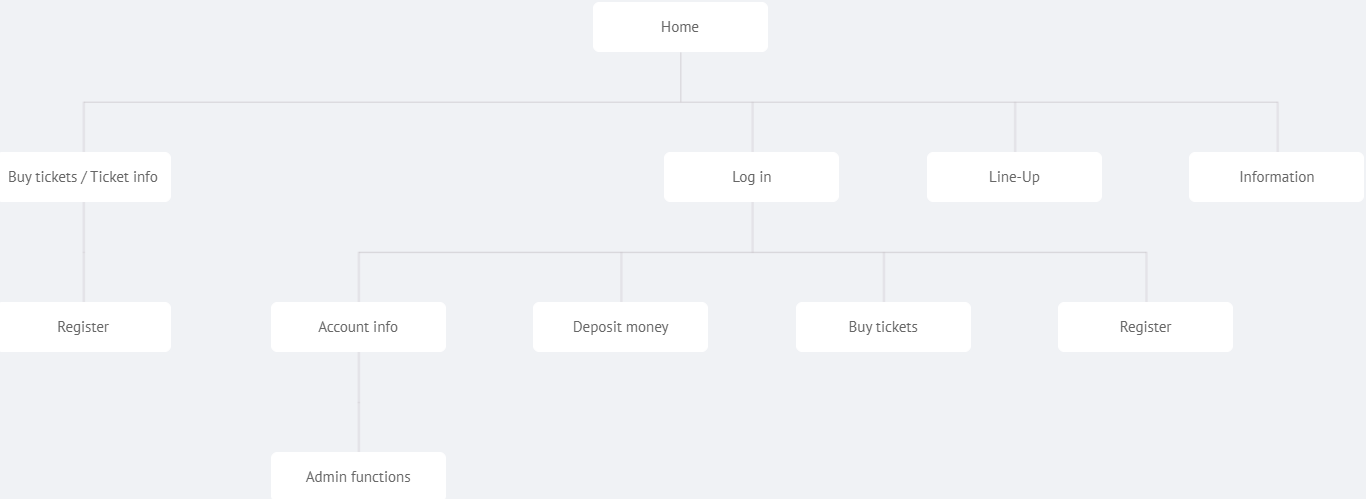 Home
Buy tickets / Ticket info
Log in
Line-Up
Information
Register
Account info
Deposit money
Buy tickets
Register
Admin functions